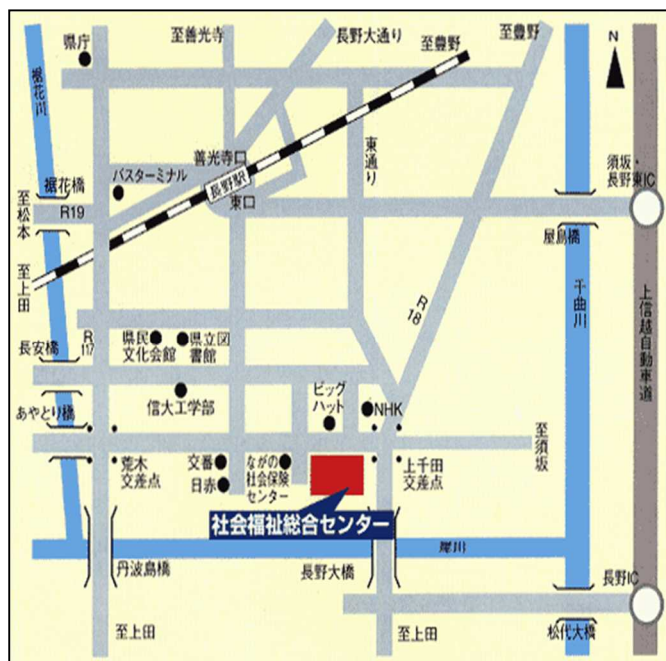 県庁
至善光寺
長野大通り
至豊野
至豊野
N
裾花川
善光寺口
東通り
須坂・
長野東IC
バスターミナル
長野駅
裾花橋
東口
至松本
R19
屋島橋
至上田
R18
千曲川
上信越自動車道
長安橋
R117
県民
文化会館
県立図
書館
ビッグ
ハット
NHK
信大工学部
あやとり橋
至須坂
荒木
交差点
交番
日赤
ながの
社会保険
センター
上千田
交差点
社会福祉総合センター
犀川
丹波島橋
長野大橋
長野IC
至上田
至上田
松代大橋